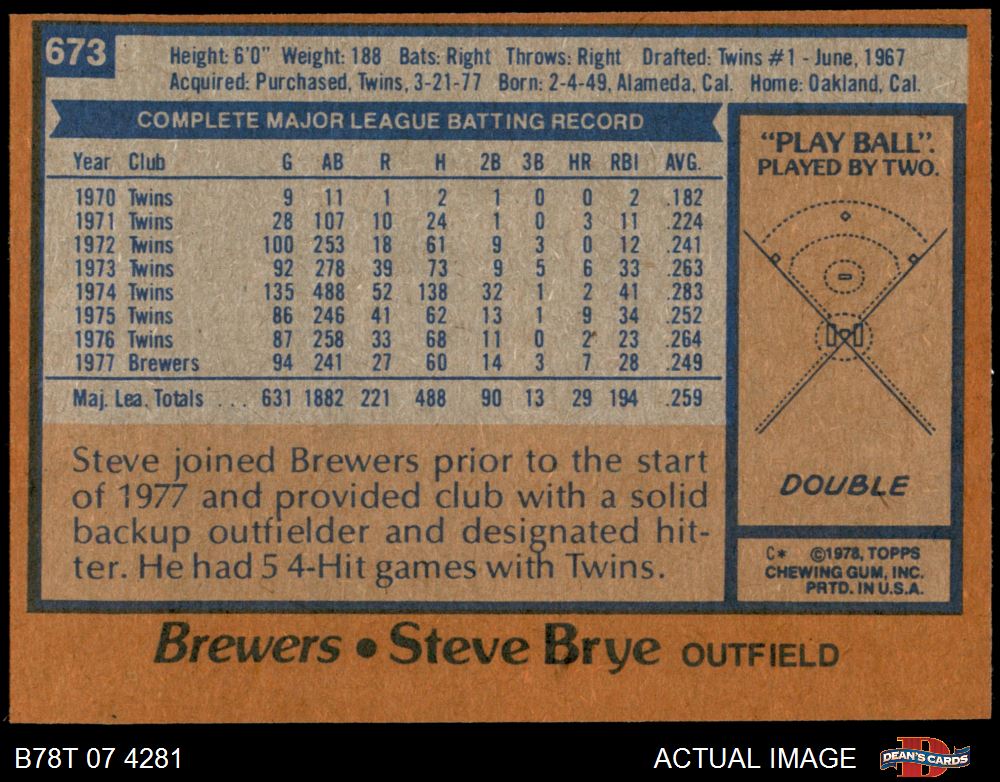 673
Height: 6'0" Weight: 188 Bats: Right Throws: Right Drafted: Twins #1 - June, 1967
Acquired: Purchased, Twins, 3-21-77 Born: 2-4-49, Alameda, Cal. Home: Oakland, Cal.
COMPLETE MAJOR LEAGUE BATTING RECORD
Year Club G AB R H 2B 3B HR RBI AVG.
1970 Twins 9 11 1 2 1 0 0 2 .182
1971 Twins 28 107 10 24 1 0 3 11 .224
1972 Twins 100 253 18 61 9 3 0 12 .241
1973 Twins 92 278 39 73 9 5 6 33 .263
1974 Twins 135 488 52 138 32 1 2 41 .283
1975 Twins 86 246 41 62 13 1 9 34 .252
1976 Twins 87 258 33 68 11 0 2 23 .264
1977 Brewers 94 241 27 60 14 3 7 28 .249
Maj. Lea. Totals ... 631 1882 221 488 90 13 29 194 .259
Steve joined Brewers prior to the start
of 1977 and provided club with a solid
backup outfielder and designated hit-
ter. He had 5 4-Hit games with Twins.
"PLAY BALL".
PLAYED BY TWO.
DOUBLE
C* ©1978, TOPPS
CHEWING GUM, INC.
PRTD. IN U.S.A.
Brewers • Steve Brye OUTFIELD
B78T 07 4281
ACTUAL IMAGE
DEAN'S CARDS